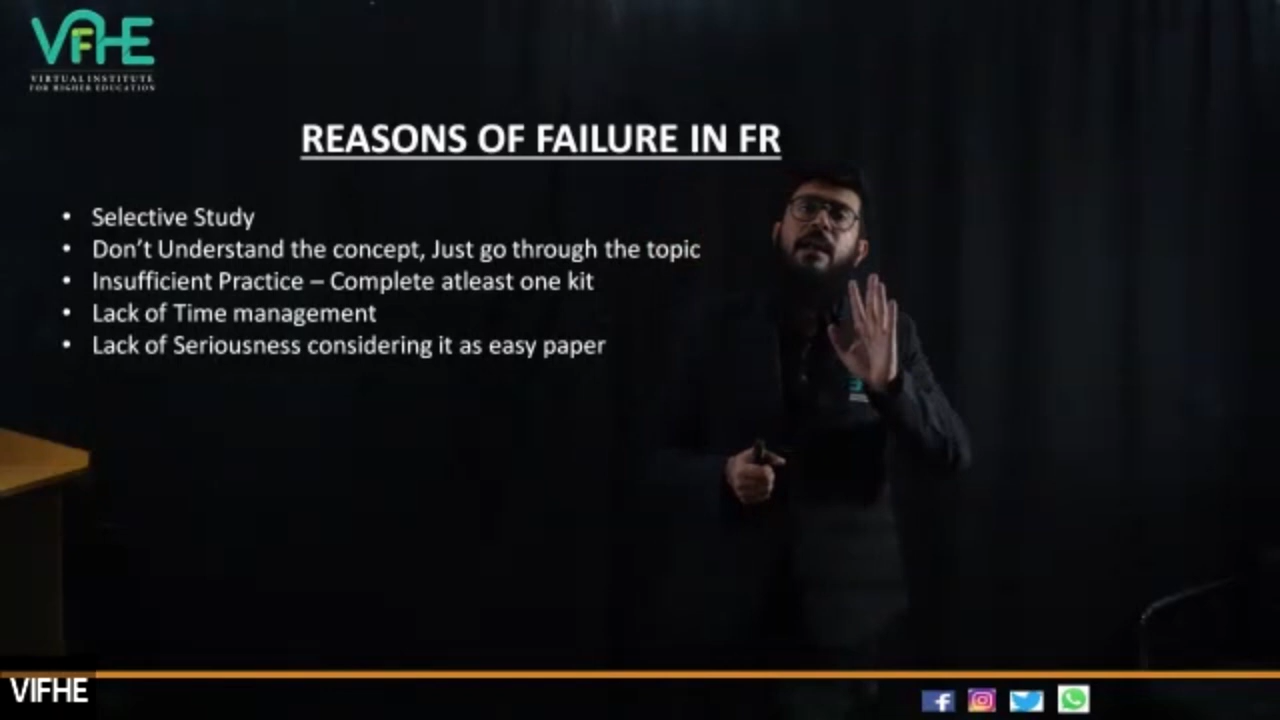 VIFHE
VIRTUAL INSTITUTE
FOR HIGHER EDUCATION
REASONS OF FAILURE IN FR
• Selective Study
• Don’t Understand the concept, Just go through the topic
• Insufficient Practice – Complete atleast one kit
• Lack of Time management
• Lack of Seriousness considering it as easy paper
VIFHE